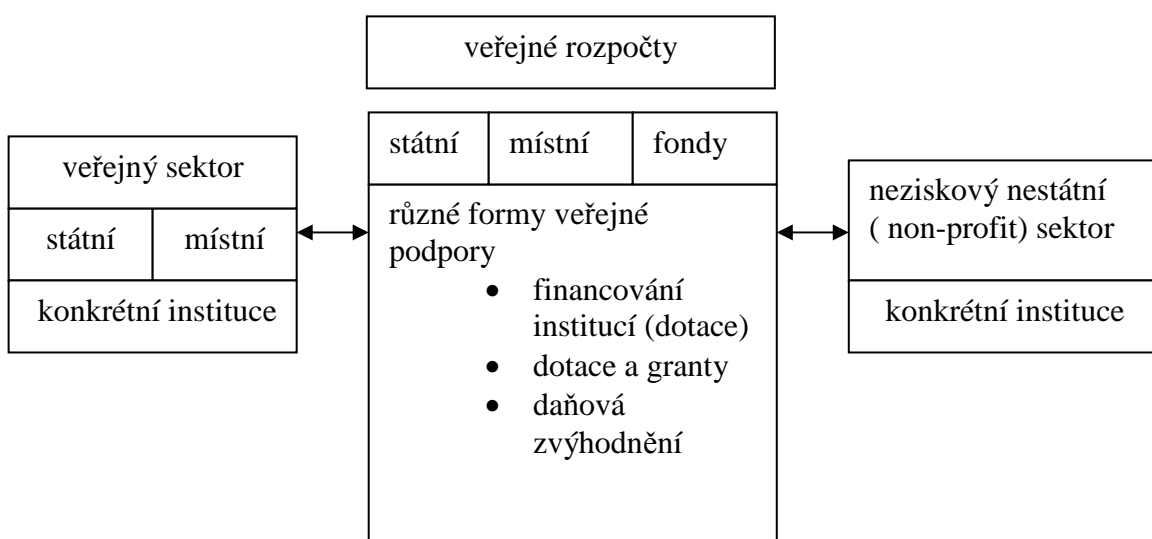 veřejné rozpočty
státní
místní
fondy
veřejný sektor
státní
místní
konkrétní instituce
různé formy veřejné
podpory
• financování
institucí (dotace)
• dotace a granty
• daňová
zvýhodnění
neziskový nestátní
( non-profit) sektor
konkrétní instituce